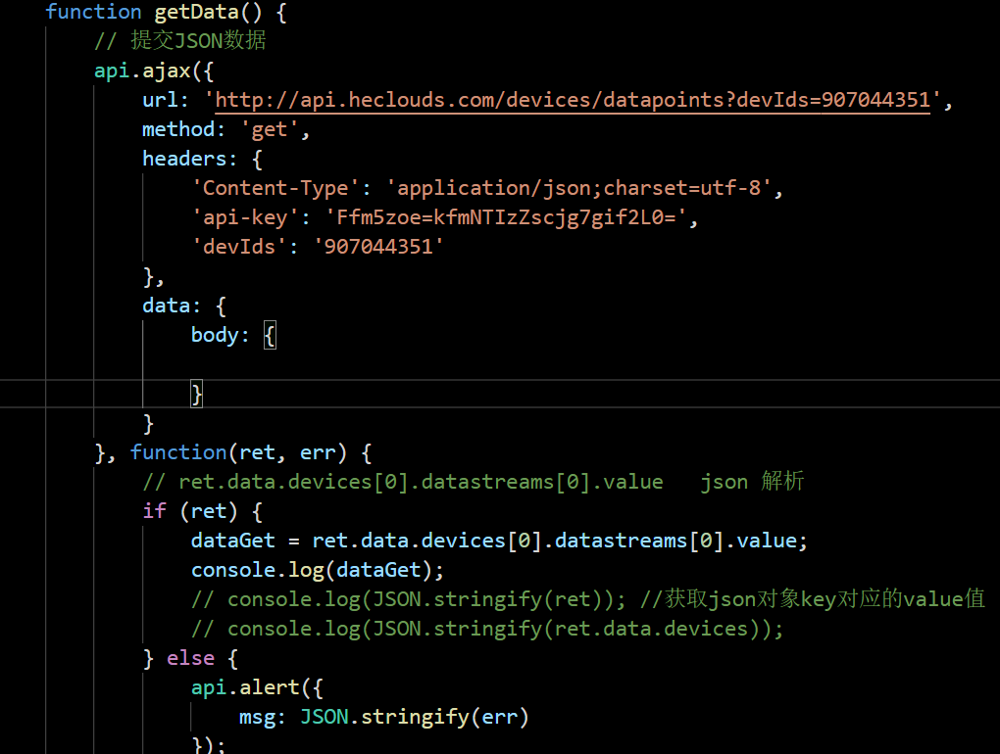 function getData() {
// 提交JSON数据
api.ajax({
url: 'http://api.heclouds.com/devices/datapoints?devIds=907044351',
method: 'get',
headers: {
'Content-Type': 'application/json;charset=utf-8',
'api-key': 'Ffm5zoe=kfmNTIzZscjg7gif2L0=',
'devIds': '907044351'
},
data: {
body: {
}
}
}, function(ret, err) {
// ret.data.devices[0].datastreams[0].value   json 解析
if (ret) {
dataGet = ret.data.devices[0].datastreams[0].value;
console.log(dataGet);
// console.log(JSON.stringify(ret)); //获取json对象key对应的value值
// console.log(JSON.stringify(ret.data.devices));
} else {
api.alert({
msg: JSON.stringify(err)
});